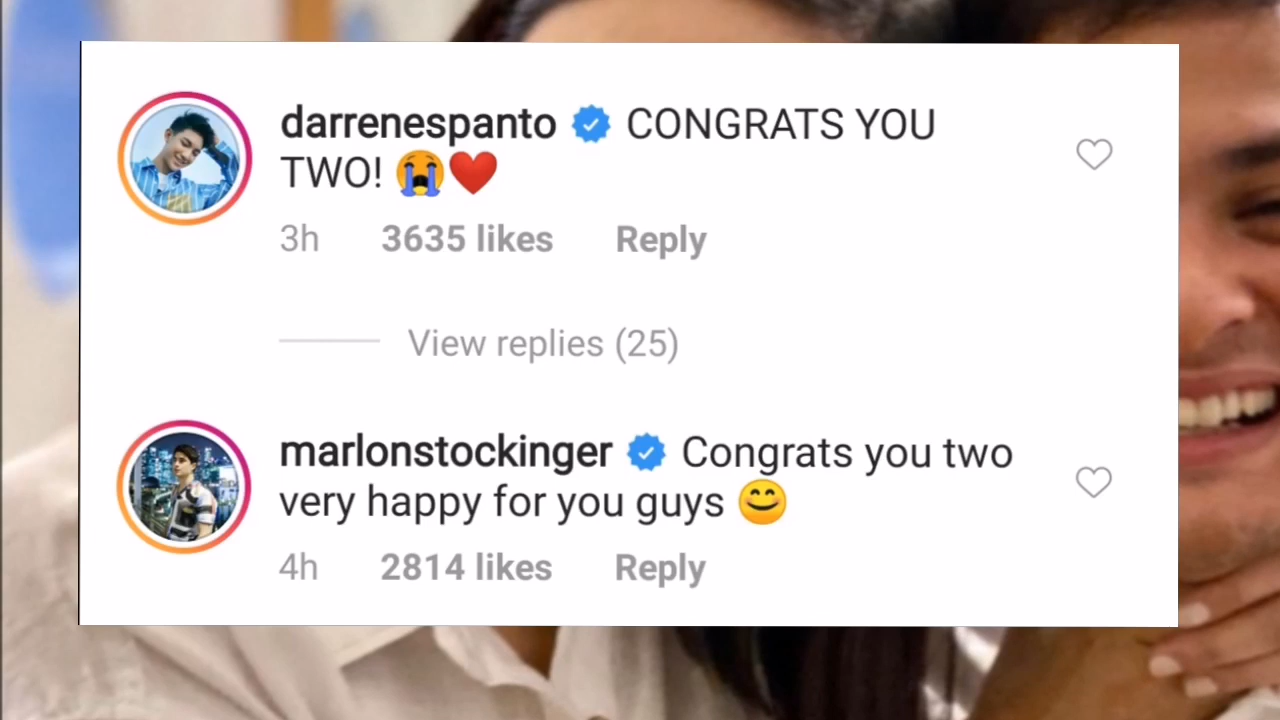 darrenespanto CONGRATS YOU
TWO! 😭❤️
3h 3635 likes Reply
View replies (25)
marlonstockinger Congrats you two
very happy for you guys 😊
4h 2814 likes Reply